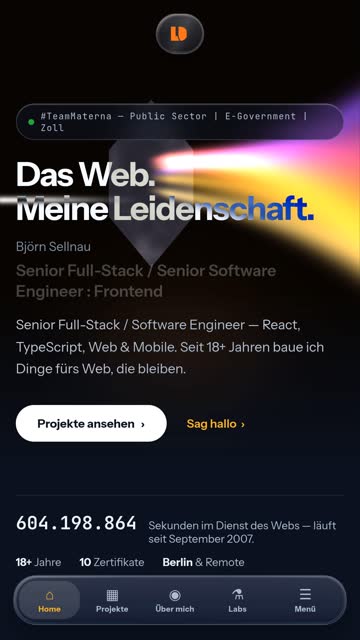 #TeamMaterna — Public Sector | E-Government |
Zoll
Das Web.
Meine Leidenschaft.
Björn Sellnau
Senior Full-Stack / Senior Software
Engineer : Frontend
Senior Full-Stack / Software Engineer — React,
TypeScript, Web & Mobile. Seit 18+ Jahren baue ich
Dinge fürs Web, die bleiben.
Projekte ansehen ›
Sag hallo ›
604.198.864 Sekunden im Dienst des Webs — läuft
seit September 2007.
18+ Jahre 10 Zertifikate Berlin & Remote
Home Projekte Über mich Labs Menü